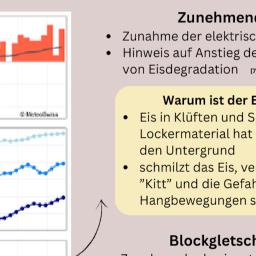 Zunehmend
Zunahme der elektrisc
Hinweis auf Anstieg de
von Eisdegradation
© MeteoSwiss
Warum ist der E
Eis in Klüften und S
Lockermaterial hat
den Untergrund
schmilzt das Eis, ve
"Kitt" und die Gefah
Hangbewegungen s
Blockgletsch